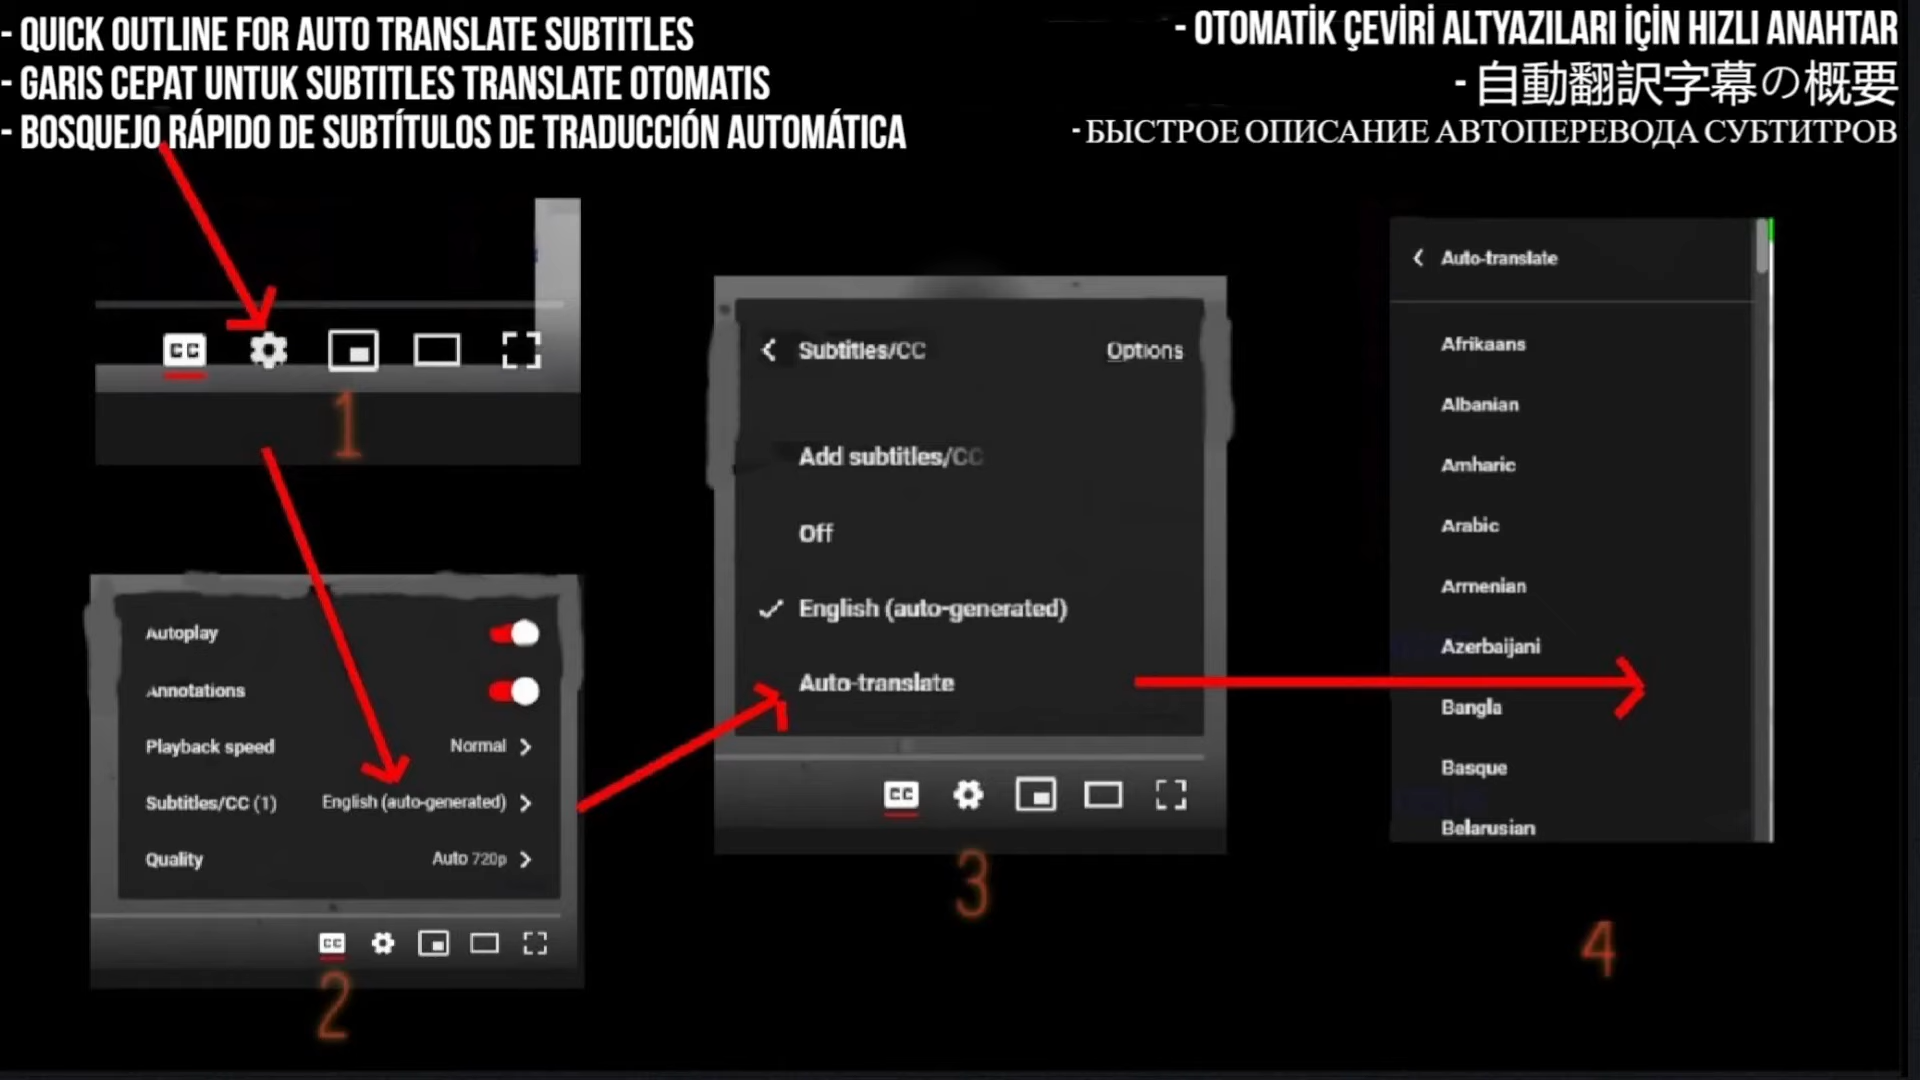 - QUICK OUTLINE FOR AUTO TRANSLATE SUBTITLES
- GARIS CEPAT UNTUK SUBTITLES TRANSLATE OTOMATIS
- BOSQUEJO RÁPIDO DE SUBTÍTULOS DE TRADUCCIÓN AUTOMÁTICA
- OTOMATİK ÇEVİRİ ALTYAZILARI İÇİN HIZLI ANAHTAR
- 自動翻訳字幕の概要
- БЫСТРОЕ ОПИСАНИЕ АВТОПЕРЕВОДА СУБТИТРОВ
CC
1
Autoplay
Annotations
Playback speed Normal
Subtitles/CC (1) English (auto-generated)
Quality Auto 720p
CC
2
Subtitles/CC Options
Add subtitles/CC
Off
English (auto-generated)
Auto-translate
CC
3
Auto-translate
Afrikaans
Albanian
Amharic
Arabic
Armenian
Azerbaijani
Bangla
Basque
Belarusian
4